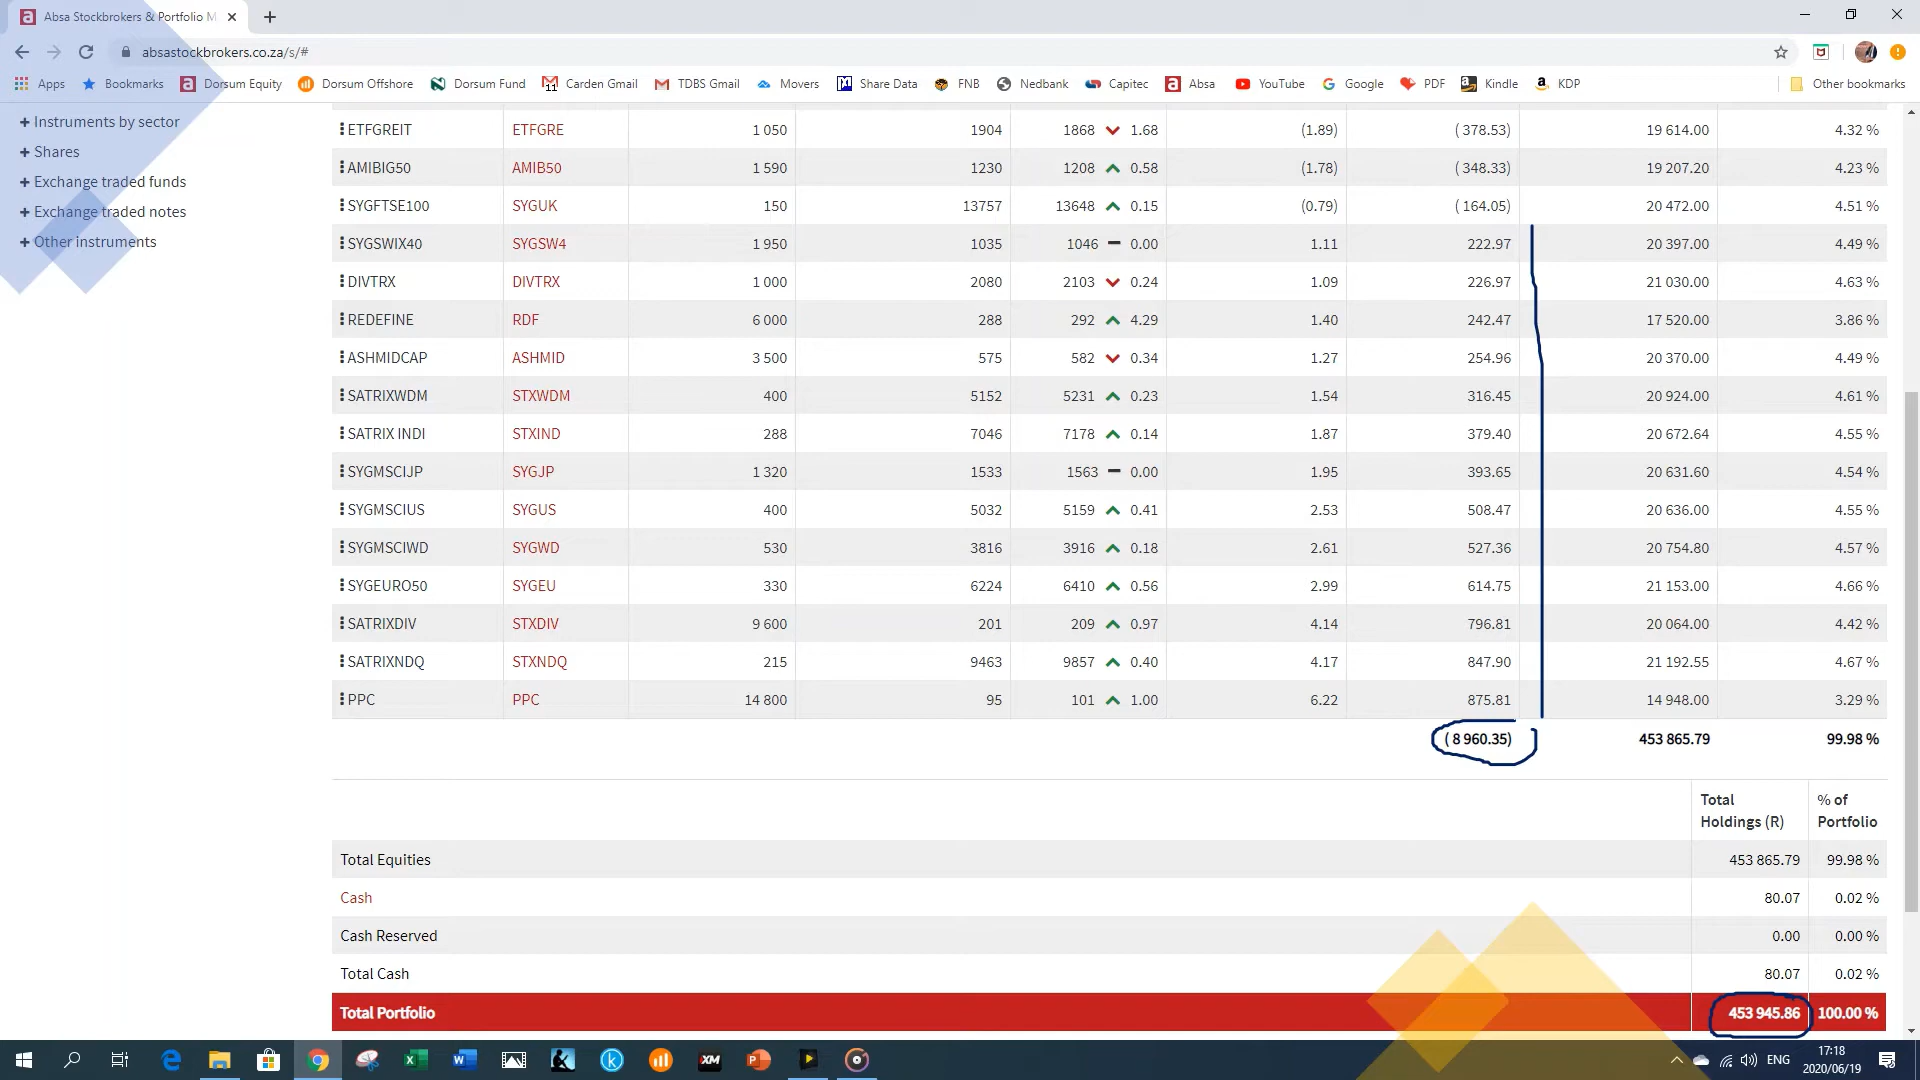 Absa Stockbrokers & Portfolio M
absastockbrokers.co.za/s/#
Apps Bookmarks Dorsum Equity Dorsum Offshore Dorsum Fund Carden Gmail TDBS Gmail Movers Share Data FNB Nedbank Capitec Absa YouTube Google PDF Kindle KDP Other bookmarks
+ Instruments by sector
+ Shares
+ Exchange traded funds
+ Exchange traded notes
+ Other instruments
ETFGREIT ETFGRE 1 050 1904 1868 1.68 (1.89) ( 378.53) 19 614.00 4.32 %
AMIBIG50 AMIB50 1 590 1230 1208 0.58 (1.78) ( 348.33) 19 207.20 4.23 %
SYGFTSE100 SYGUK 150 13757 13648 0.15 (0.79) ( 164.05) 20 472.00 4.51 %
SYGSWIX40 SYGSW4 1 950 1035 1046 0.00 1.11 222.97 20 397.00 4.49 %
DIVTRX DIVTRX 1 000 2080 2103 0.24 1.09 226.97 21 030.00 4.63 %
REDEFINE RDF 6 000 288 292 4.29 1.40 242.47 17 520.00 3.86 %
ASHMIDCAP ASHMID 3 500 575 582 0.34 1.27 254.96 20 370.00 4.49 %
SATRIXWDM STXWDM 400 5152 5231 0.23 1.54 316.45 20 924.00 4.61 %
SATRIX INDI STXIND 288 7046 7178 0.14 1.87 379.40 20 672.64 4.55 %
SYGMSCIJP SYGJP 1 320 1533 1563 0.00 1.95 393.65 20 631.60 4.54 %
SYGMSCIUS SYGUS 400 5032 5159 0.41 2.53 508.47 20 636.00 4.55 %
SYGMSCIWD SYGWD 530 3816 3916 0.18 2.61 527.36 20 754.80 4.57 %
SYGEURO50 SYGEU 330 6224 6410 0.56 2.99 614.75 21 153.00 4.66 %
SATRIXDIV STXDIV 9 600 201 209 0.97 4.14 796.81 20 064.00 4.42 %
SATRIXNDQ STXNDQ 215 9463 9857 0.40 4.17 847.90 21 192.55 4.67 %
PPC PPC 14 800 95 101 1.00 6.22 875.81 14 948.00 3.29 %
( 8 960.35) 453 865.79 99.98 %
Total % of
Holdings (R) Portfolio
Total Equities 453 865.79 99.98 %
Cash 80.07 0.02 %
Cash Reserved 0.00 0.00 %
Total Cash 80.07 0.02 %
Total Portfolio 453 945.86 100.00 %
ENG 17:18
2020/06/19